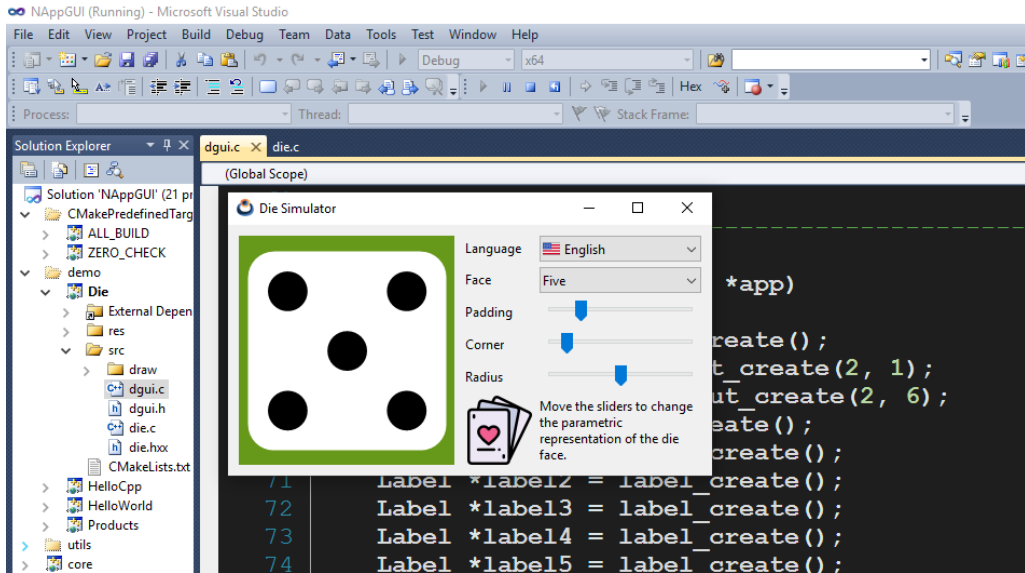 NAppGUI (Running) - Microsoft Visual Studio
File Edit View Project Build Debug Team Data Tools Test Window Help
Debug x64
Hex
Process: Thread: Stack Frame:
Solution Explorer
dgui.c die.c
(Global Scope)
Solution 'NAppGUI' (21 pr
CMakePredefinedTarg
ALL_BUILD
ZERO_CHECK
demo
Die
External Depen
res
src
draw
dgui.c
dgui.h
die.c
die.hxx
CMakeLists.txt
HelloCpp
HelloWorld
Products
utils
core
Die Simulator
Language English
Face Five
Padding
Corner
Radius
Move the sliders to change
the parametric
representation of the die
face.
*app)
reate();
t_create(2, 1);
ut_create(2, 6);
eate();
create();
71 Label *label2 = label_create();
72 Label *label3 = label_create();
73 Label *label4 = label_create();
74 Label *label5 = label_create();